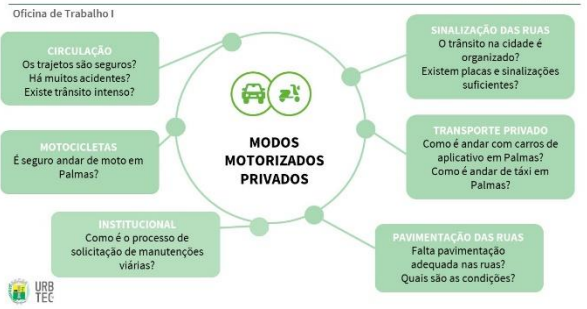 Oficina de Trabalho I
CIRCULAÇÃO
Os trajetos são seguros?
Há muitos acidentes?
Existe trânsito intenso?
SINALIZAÇÃO DAS RUAS
O trânsito na cidade é
organizado?
Existem placas e sinalizações
suficientes?
MOTOCICLETAS
É seguro andar de moto em
Palmas?
MODOS
MOTORIZADOS
PRIVADOS
TRANSPORTE PRIVADO
Como é andar com carros de
aplicativo em Palmas?
Como é andar de táxi em
Palmas?
INSTITUCIONAL
Como é o processo de
solicitação de manutenções
viárias?
PAVIMENTAÇÃO DAS RUAS
Falta pavimentação
adequada nas ruas?
Quais são as condições?
URB
TEC